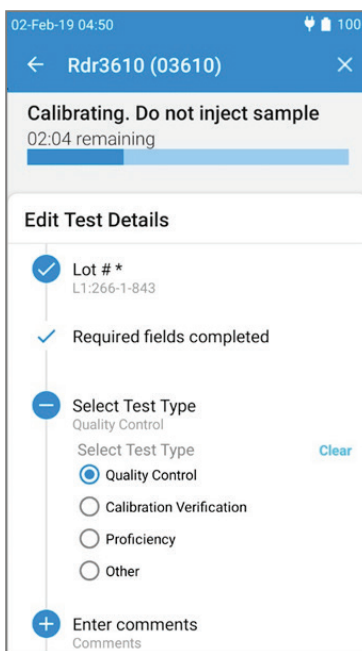 02-Feb-19 04:50 100
Rdr3610 (03610)
Calibrating. Do not inject sample
02:04 remaining
Edit Test Details
Lot # *
L1:266-1-843
Required fields completed
Select Test Type
Quality Control
Select Test Type Clear
Quality Control
Calibration Verification
Proficiency
Other
Enter comments
Comments